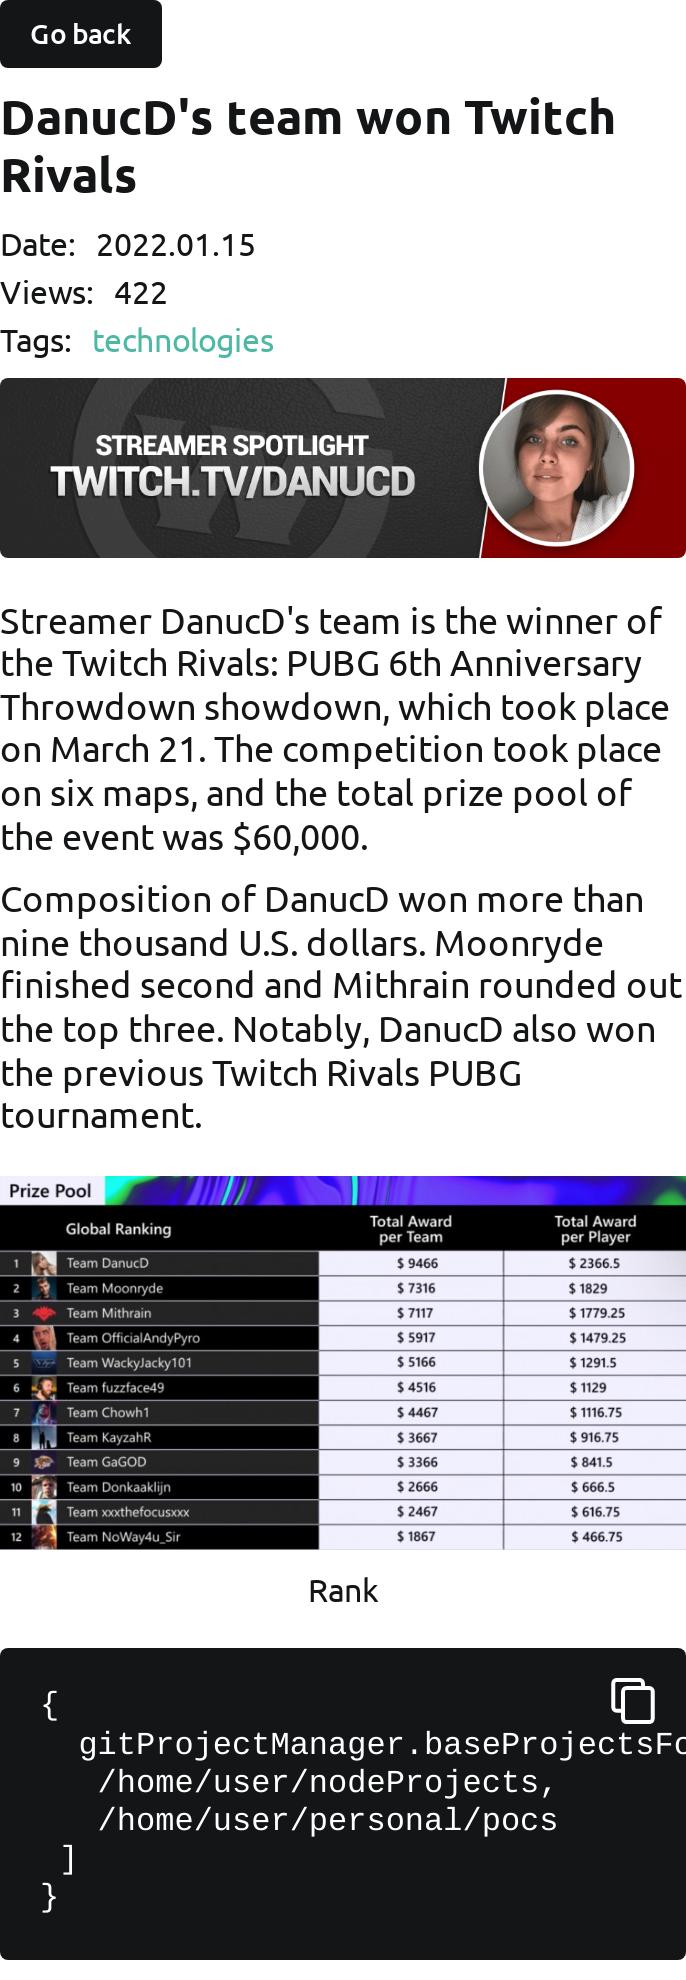 Go back
DanucD's team won Twitch
Rivals
Date: 2022.01.15
Views: 422
Tags: technologies
STREAMER SPOTLIGHT
TWITCH.TV/DANUCD
Streamer DanucD's team is the winner of
the Twitch Rivals: PUBG 6th Anniversary
Throwdown showdown, which took place
on March 21. The competition took place
on six maps, and the total prize pool of
the event was $60,000.
Composition of DanucD won more than
nine thousand U.S. dollars. Moonryde
finished second and Mithrain rounded out
the top three. Notably, DanucD also won
the previous Twitch Rivals PUBG
tournament.
Prize Pool
Global Ranking Total Award per Team Total Award per Player
1 Team DanucD $ 9466 $ 2366.5
2 Team Moonryde $ 7316 $ 1829
3 Team Mithrain $ 7117 $ 1779.25
4 Team OfficialAndyPyro $ 5917 $ 1479.25
5 Team WackyJacky101 $ 5166 $ 1291.5
6 Team fuzzface49 $ 4516 $ 1129
7 Team Chowh1 $ 4467 $ 1116.75
8 Team KayzahR $ 3667 $ 916.75
9 Team GaGOD $ 3366 $ 841.5
10 Team Donkaaklijn $ 2666 $ 666.5
11 Team xxxthefocusxxx $ 2467 $ 616.75
12 Team NoWay4u_Sir $ 1867 $ 466.75
Rank
{
gitProjectManager.baseProjectsFo
/home/user/nodeProjects,
/home/user/personal/pocs
]
}